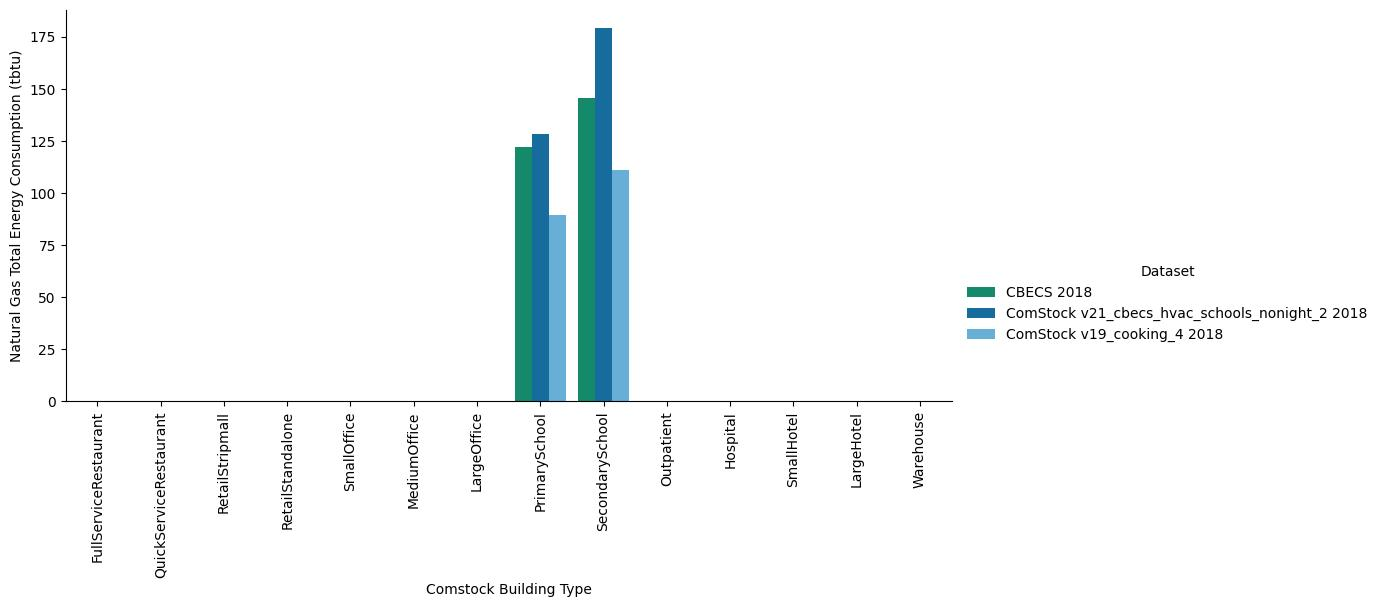 Natural Gas Total Energy Consumption (tbtu)
175
150
125
100
75
50
25
0
FullServiceRestaurant
QuickServiceRestaurant
RetailStripmall
RetailStandalone
SmallOffice
MediumOffice
LargeOffice
PrimarySchool
SecondarySchool
Outpatient
Hospital
SmallHotel
LargeHotel
Warehouse
Comstock Building Type
Dataset
CBECS 2018
ComStock v21_cbecs_hvac_schools_nonight_2 2018
ComStock v19_cooking_4 2018